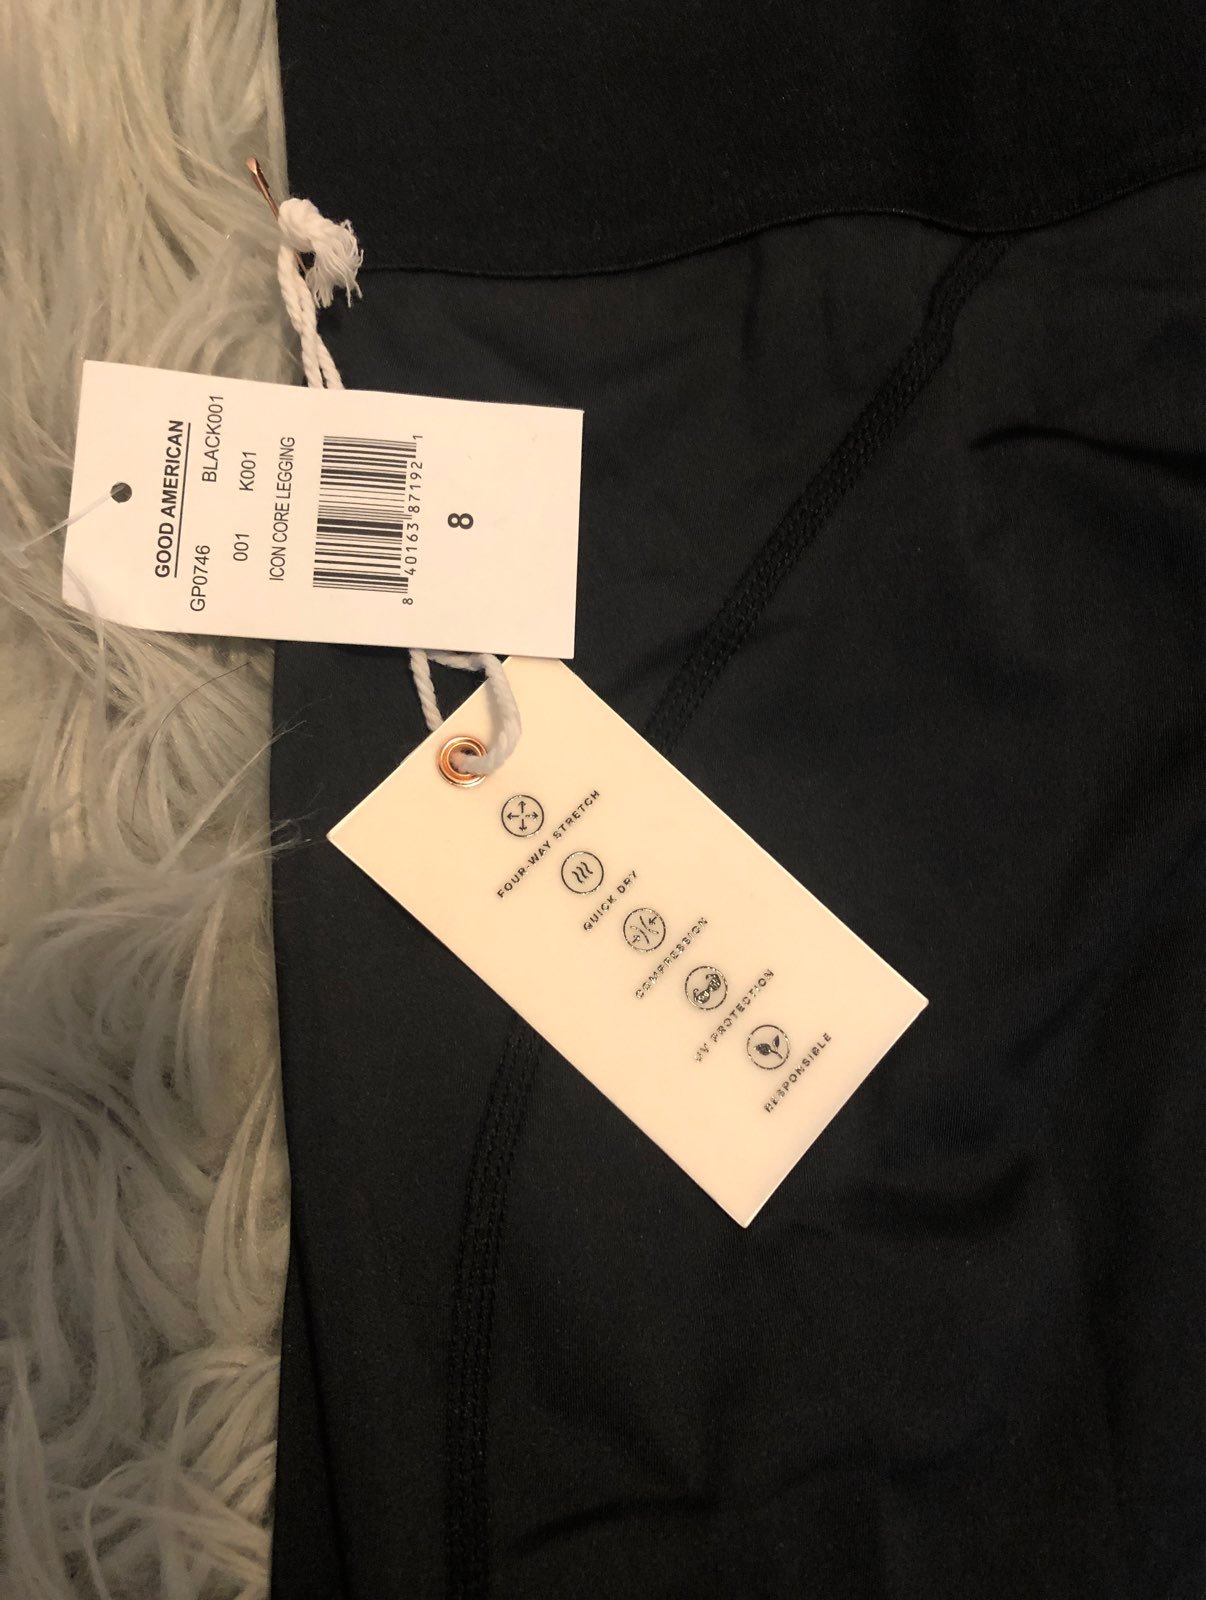 GOOD AMERICAN
GP0746 BLACK001
001 K001
ICON CORE LEGGING
8 40163 87192 1
8
FOUR-WAY STRETCH
QUICK DRY
COMPRESSION
UV PROTECTION
RESPONSIBLE